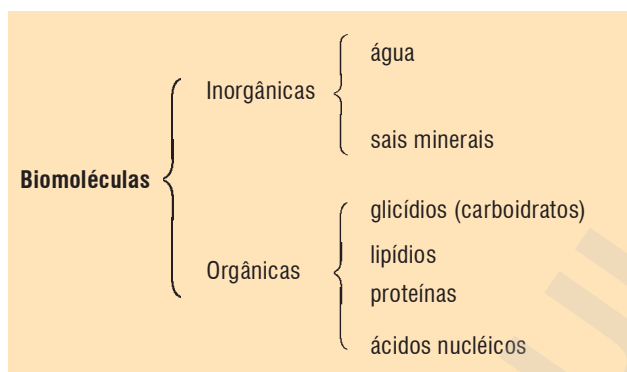 Biomoléculas
Inorgânicas
água
sais minerais
Orgânicas
glicídios (carboidratos)
lipídios
proteínas
ácidos nucléicos